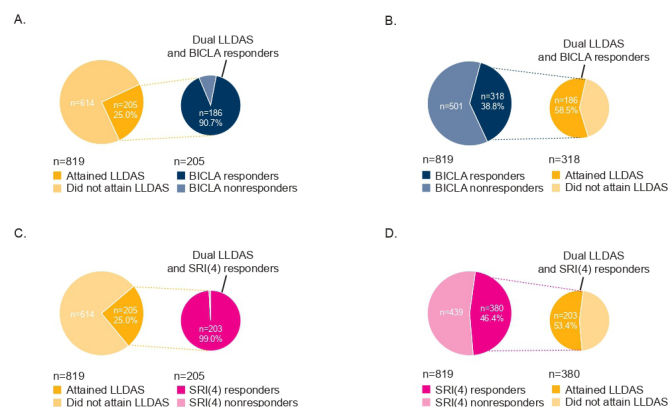 A.
Dual LLDAS
and BICLA responders
n=614
n=205
25.0%
n=186
90.7%
n=819
n=205
Attained LLDAS
BICLA responders
Did not attain LLDAS
BICLA nonresponders
B.
Dual LLDAS
and BICLA responders
n=501
n=318
38.8%
n=186
58.5%
n=819
n=318
BICLA responders
Attained LLDAS
BICLA nonresponders
Did not attain LLDAS
C.
Dual LLDAS
and SRI(4) responders
n=614
n=205
25.0%
n=203
99.0%
n=819
n=205
Attained LLDAS
SRI(4) responders
Did not attain LLDAS
SRI(4) nonresponders
D.
Dual LLDAS
and SRI(4) responders
n=439
n=380
46.4%
n=203
53.4%
n=819
n=380
SRI(4) responders
Attained LLDAS
SRI(4) nonresponders
Did not attain LLDAS